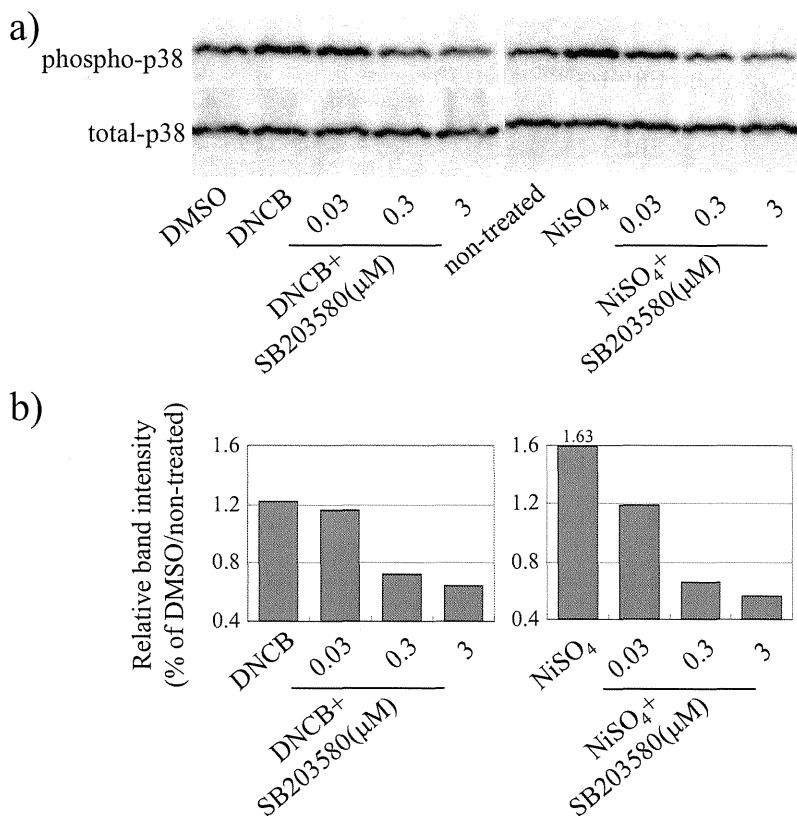 a)
phospho-p38
total-p38
DMSO
DNCB
0.03
0.3
3
DNCB+
SB203580(μM)
non-treated
NiSO₄
0.03
0.3
3
NiSO₄+
SB203580(μM)
b)
Relative band intensity
(% of DMSO/non-treated)
1.6
1.2
0.8
0.4
DNCB
0.03
0.3
3
DNCB+
SB203580(μM)
1.6
1.2
0.8
0.4
1.63
NiSO₄
0.03
0.3
3
NiSO₄+
SB203580(μM)